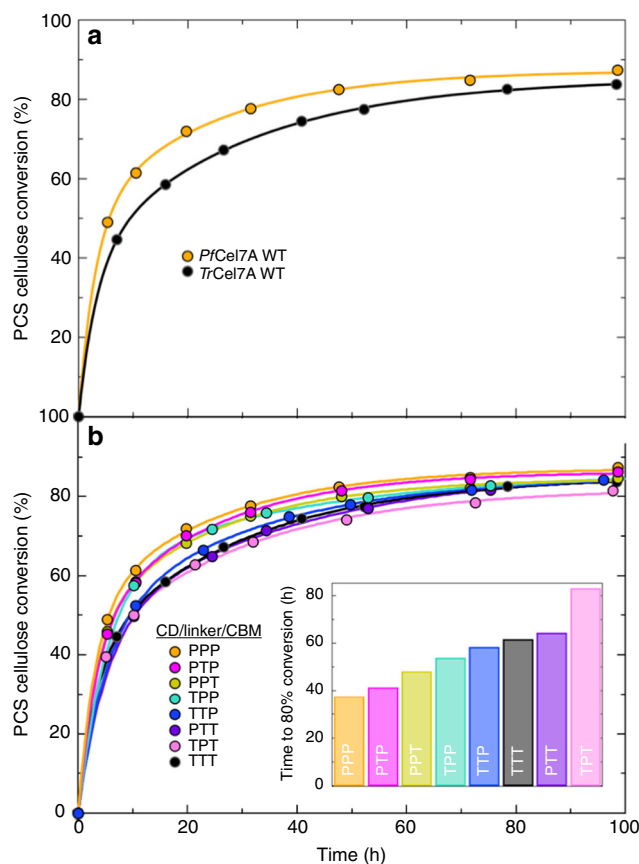 a
100
80
60
40
20
PCS cellulose conversion (%)
PfCel7A WT
TrCel7A WT
b
100
80
60
40
20
0
PCS cellulose conversion (%)
CD/linker/CBM
PPP
PTP
PPT
TPP
TTP
PTT
TPT
TTT
Time to 80% conversion (h)
80
60
40
20
0
PPP
PTP
PPT
TPP
TTP
TTT
PTT
TPT
0
20
40
60
80
100
Time (h)